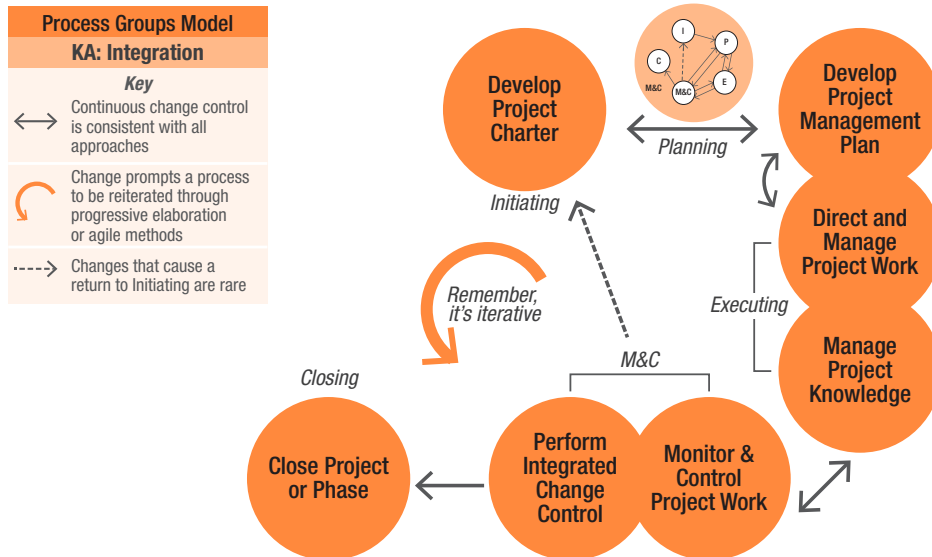 Process Groups Model
KA: Integration
Key
Continuous change control
is consistent with all
approaches
Change prompts a process
to be reiterated through
progressive elaboration
or agile methods
Changes that cause a
return to Initiating are rare
Develop
Project
Charter
Initiating
I
P
C
E
M&C
M&C
Planning
Develop
Project
Management
Plan
Direct and
Manage
Project Work
Executing
Manage
Project
Knowledge
Remember,
it's iterative
M&C
Closing
Close Project
or Phase
Perform
Integrated
Change
Control
Monitor &
Control
Project Work